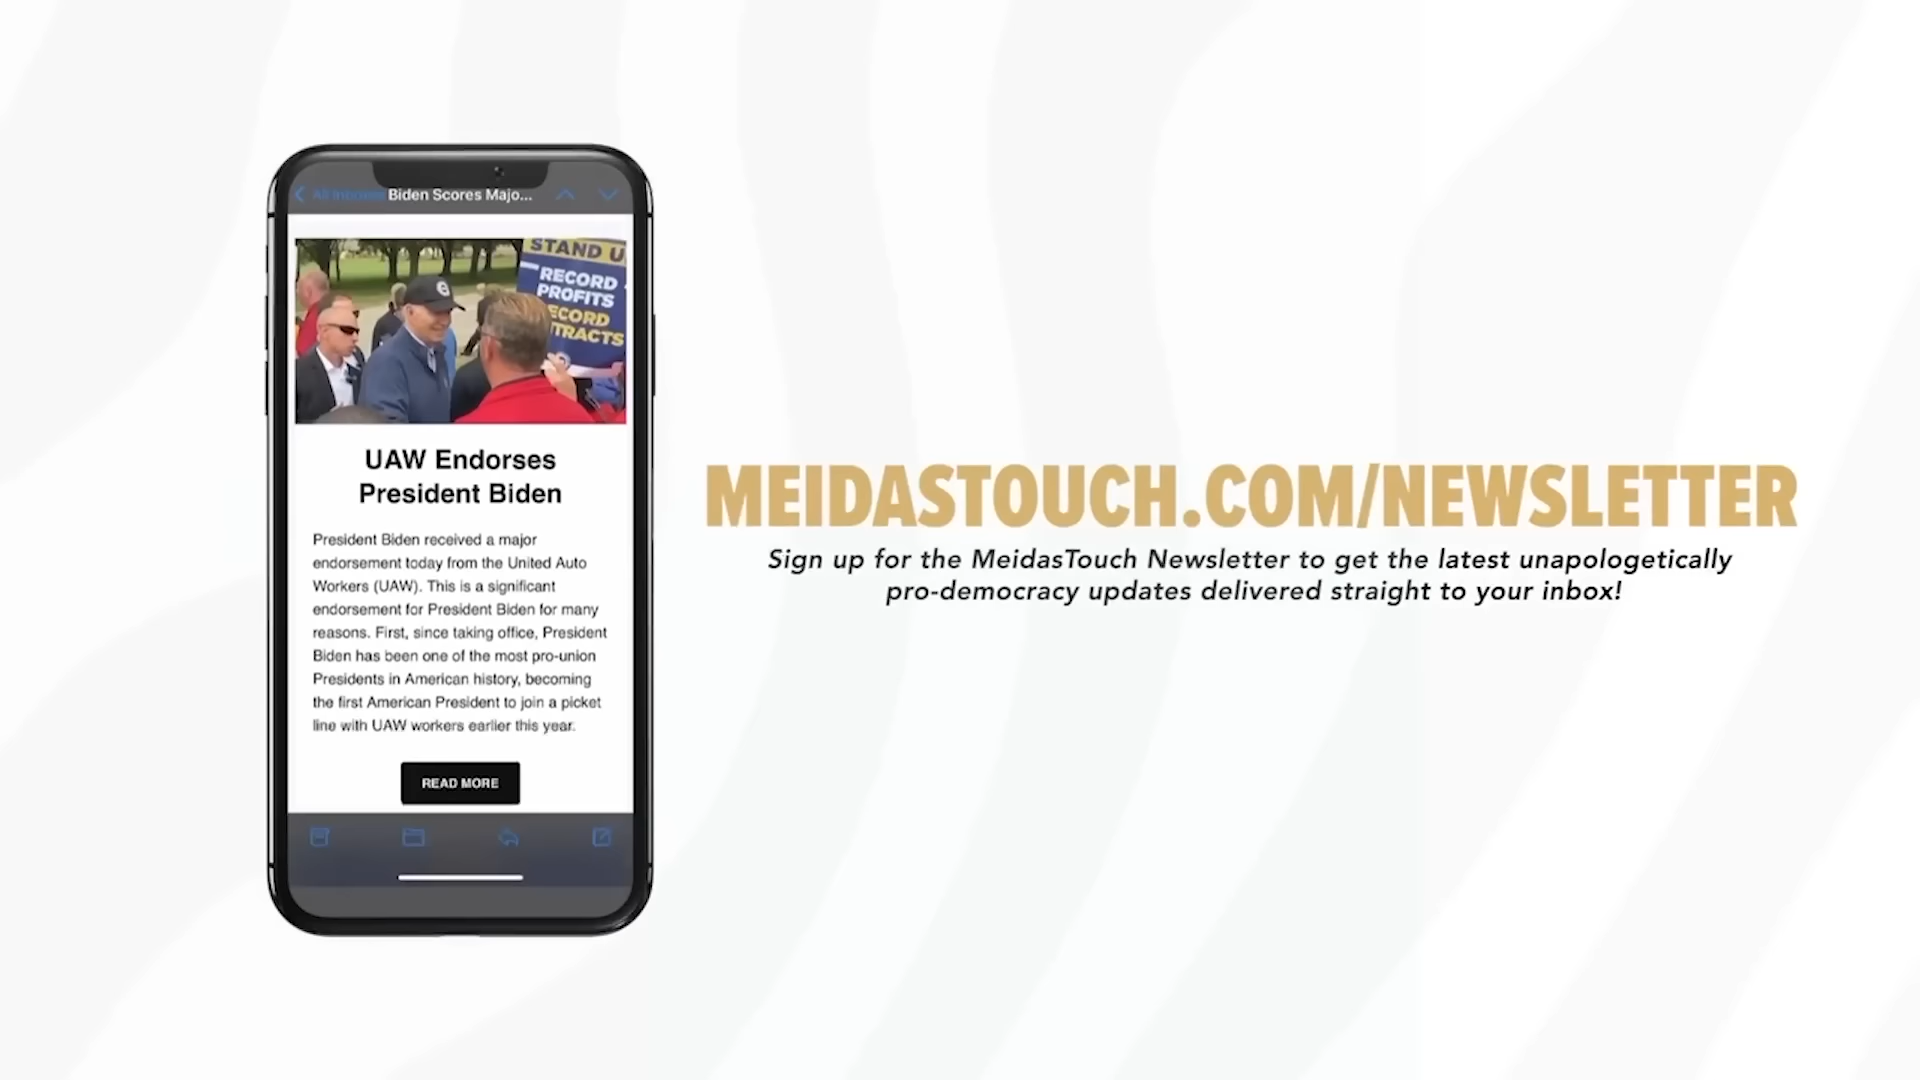 All Inboxes Biden Scores Majo...
STAND U
RECORD
PROFITS
ECORD
NTRACTS
UAW Endorses
President Biden
President Biden received a major
endorsement today from the United Auto
Workers (UAW). This is a significant
endorsement for President Biden for many
reasons. First, since taking office, President
Biden has been one of the most pro-union
Presidents in American history, becoming
the first American President to join a picket
line with UAW workers earlier this year.
READ MORE
MEIDASTOUCH.COM/NEWSLETTER
Sign up for the MeidasTouch Newsletter to get the latest unapologetically
pro-democracy updates delivered straight to your inbox!